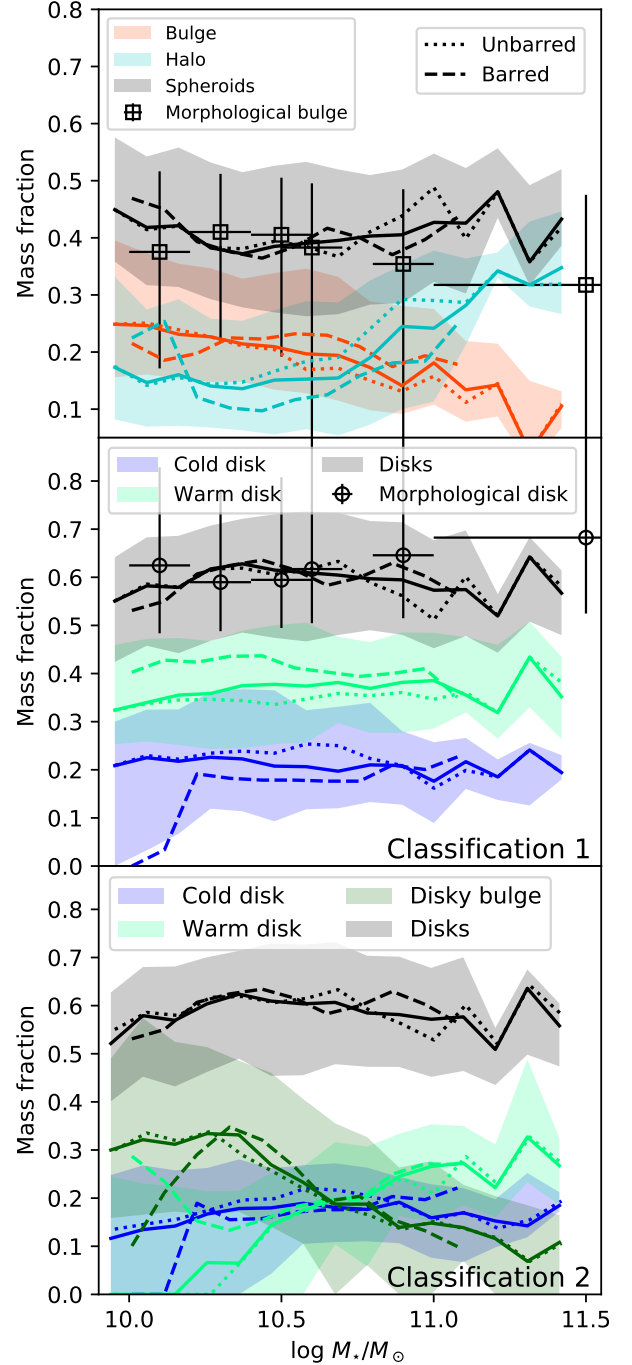 0.8
Bulge
Halo
Spheroids
Morphological bulge
Unbarred
Barred
0.7
0.6
0.5
0.4
0.3
0.2
0.1
Mass fraction
Cold disk
Warm disk
Disks
Morphological disk
0.8
0.7
0.6
0.5
0.4
0.3
0.2
0.1
0.0
Mass fraction
Classification 1
Cold disk
Warm disk
Disky bulge
Disks
0.8
0.7
0.6
0.5
0.4
0.3
0.2
0.1
0.0
Mass fraction
Classification 2
10.0 10.5 11.0 11.5
log M⋆/M⊙